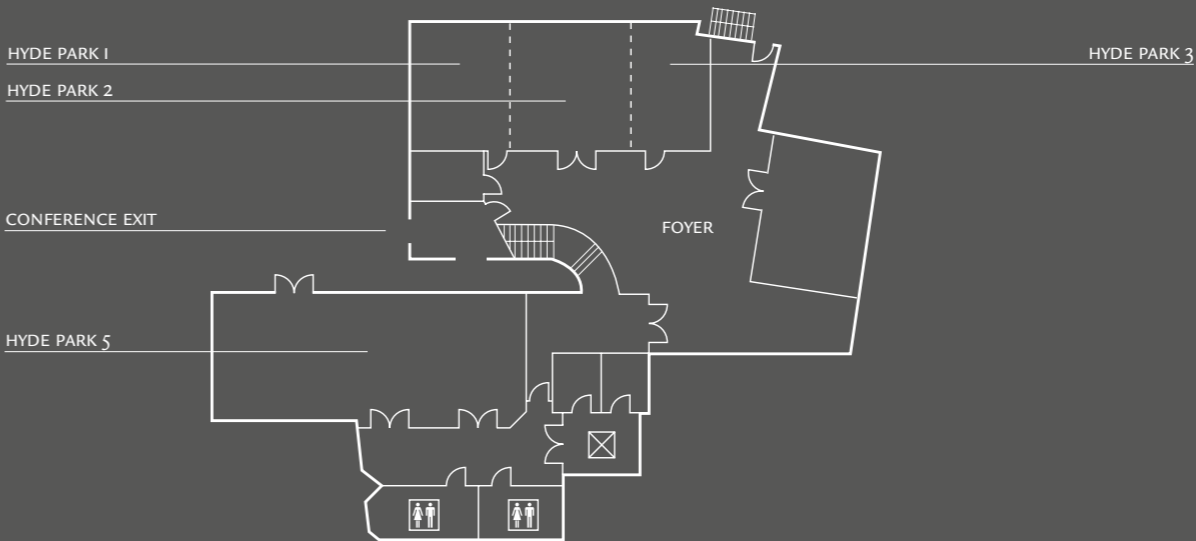 HYDE PARK 1
HYDE PARK 3
HYDE PARK 2
CONFERENCE EXIT
FOYER
HYDE PARK 5